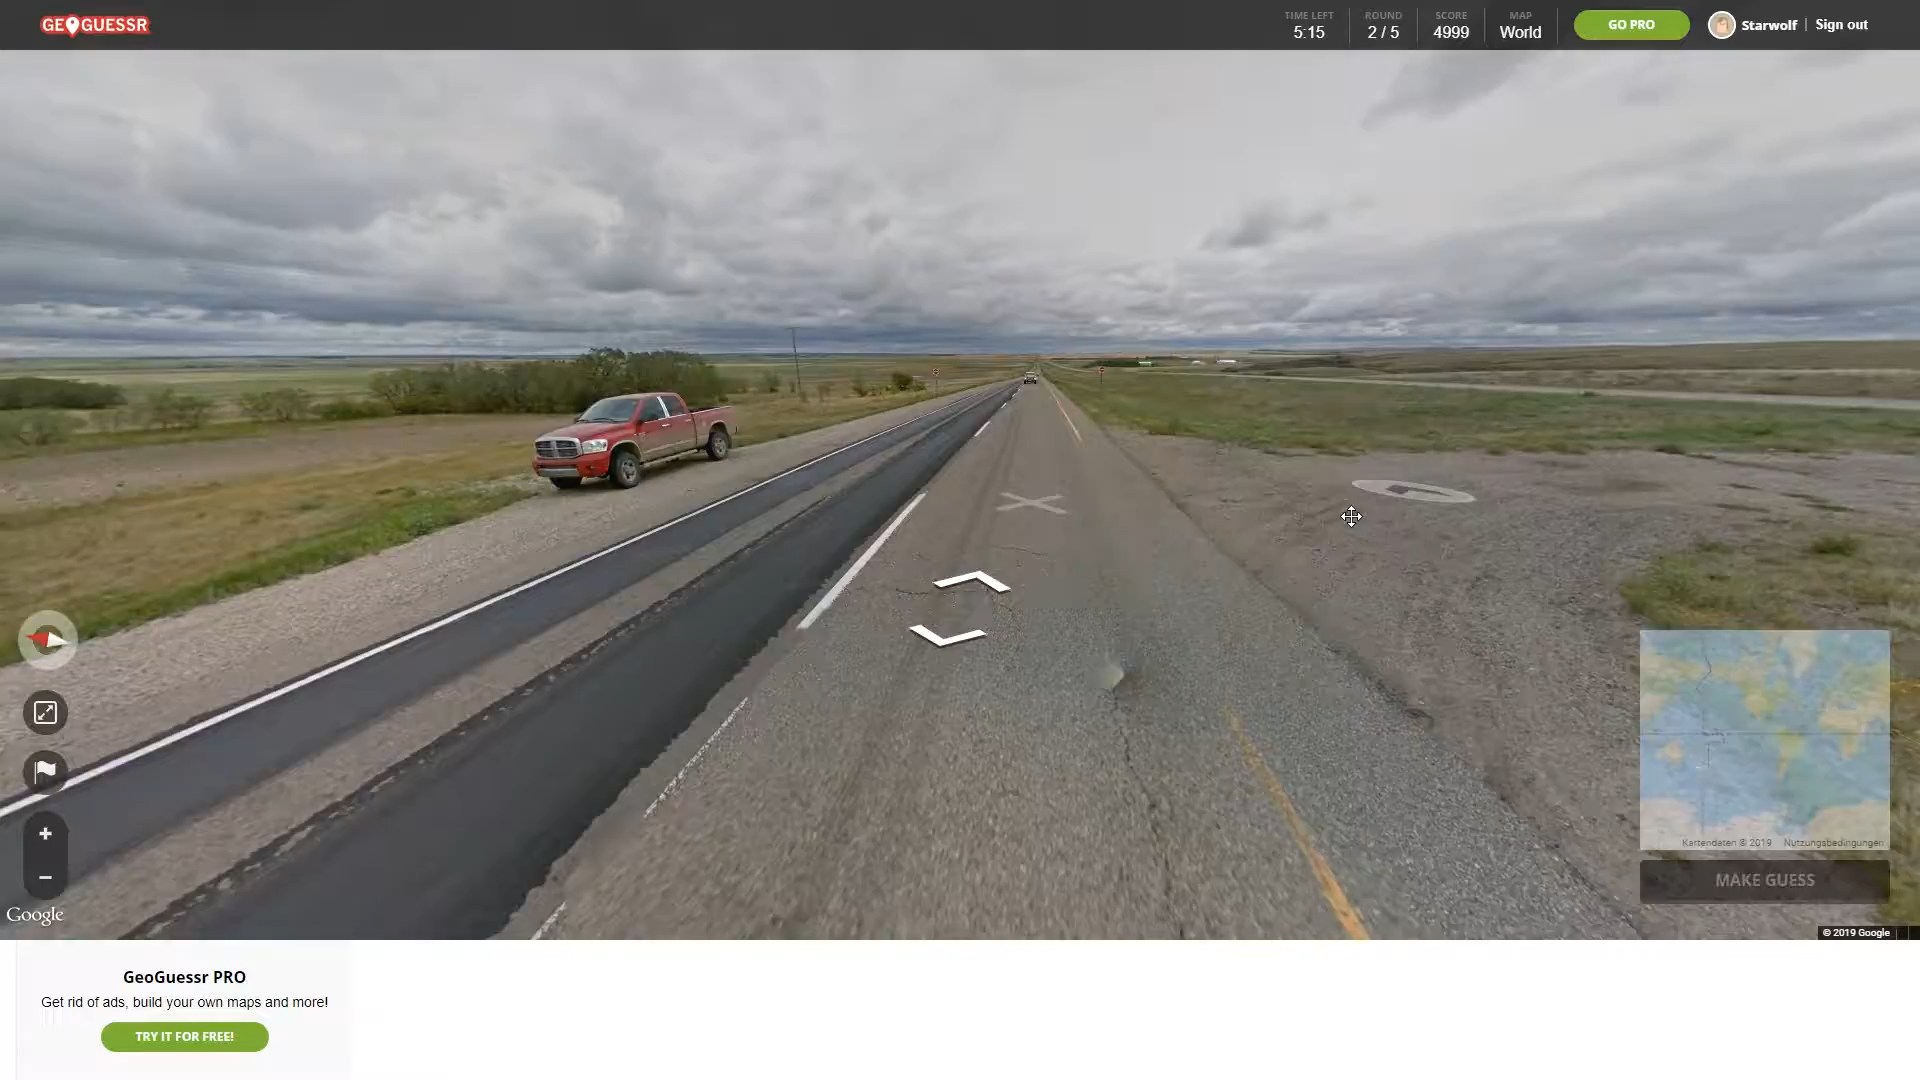 GEOGUESSR
TIME LEFT
5:15
ROUND
2 / 5
SCORE
4999
MAP
World
GO PRO
Starwolf
Sign out
Kartendaten © 2019
Nutzungsbedingungen
MAKE GUESS
Google
© 2019 Google
GeoGuessr PRO
Get rid of ads, build your own maps and more!
TRY IT FOR FREE!